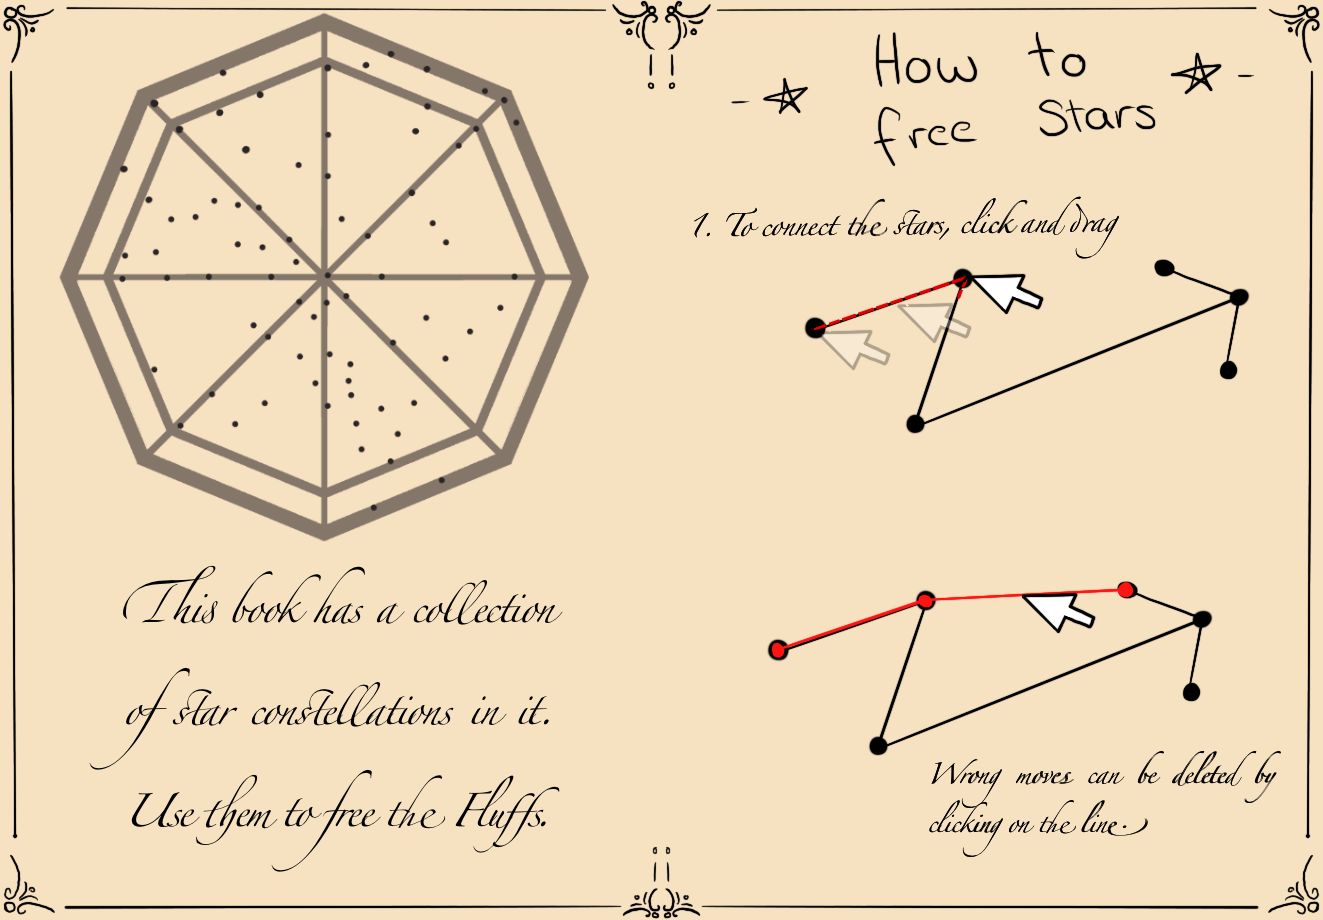 This book has a collection
of star constellations in it.
Use them to free the Fluffs.
How to
free Stars
1. To connect the stars, click and drag
Wrong moves can be deleted by
clicking on the line.